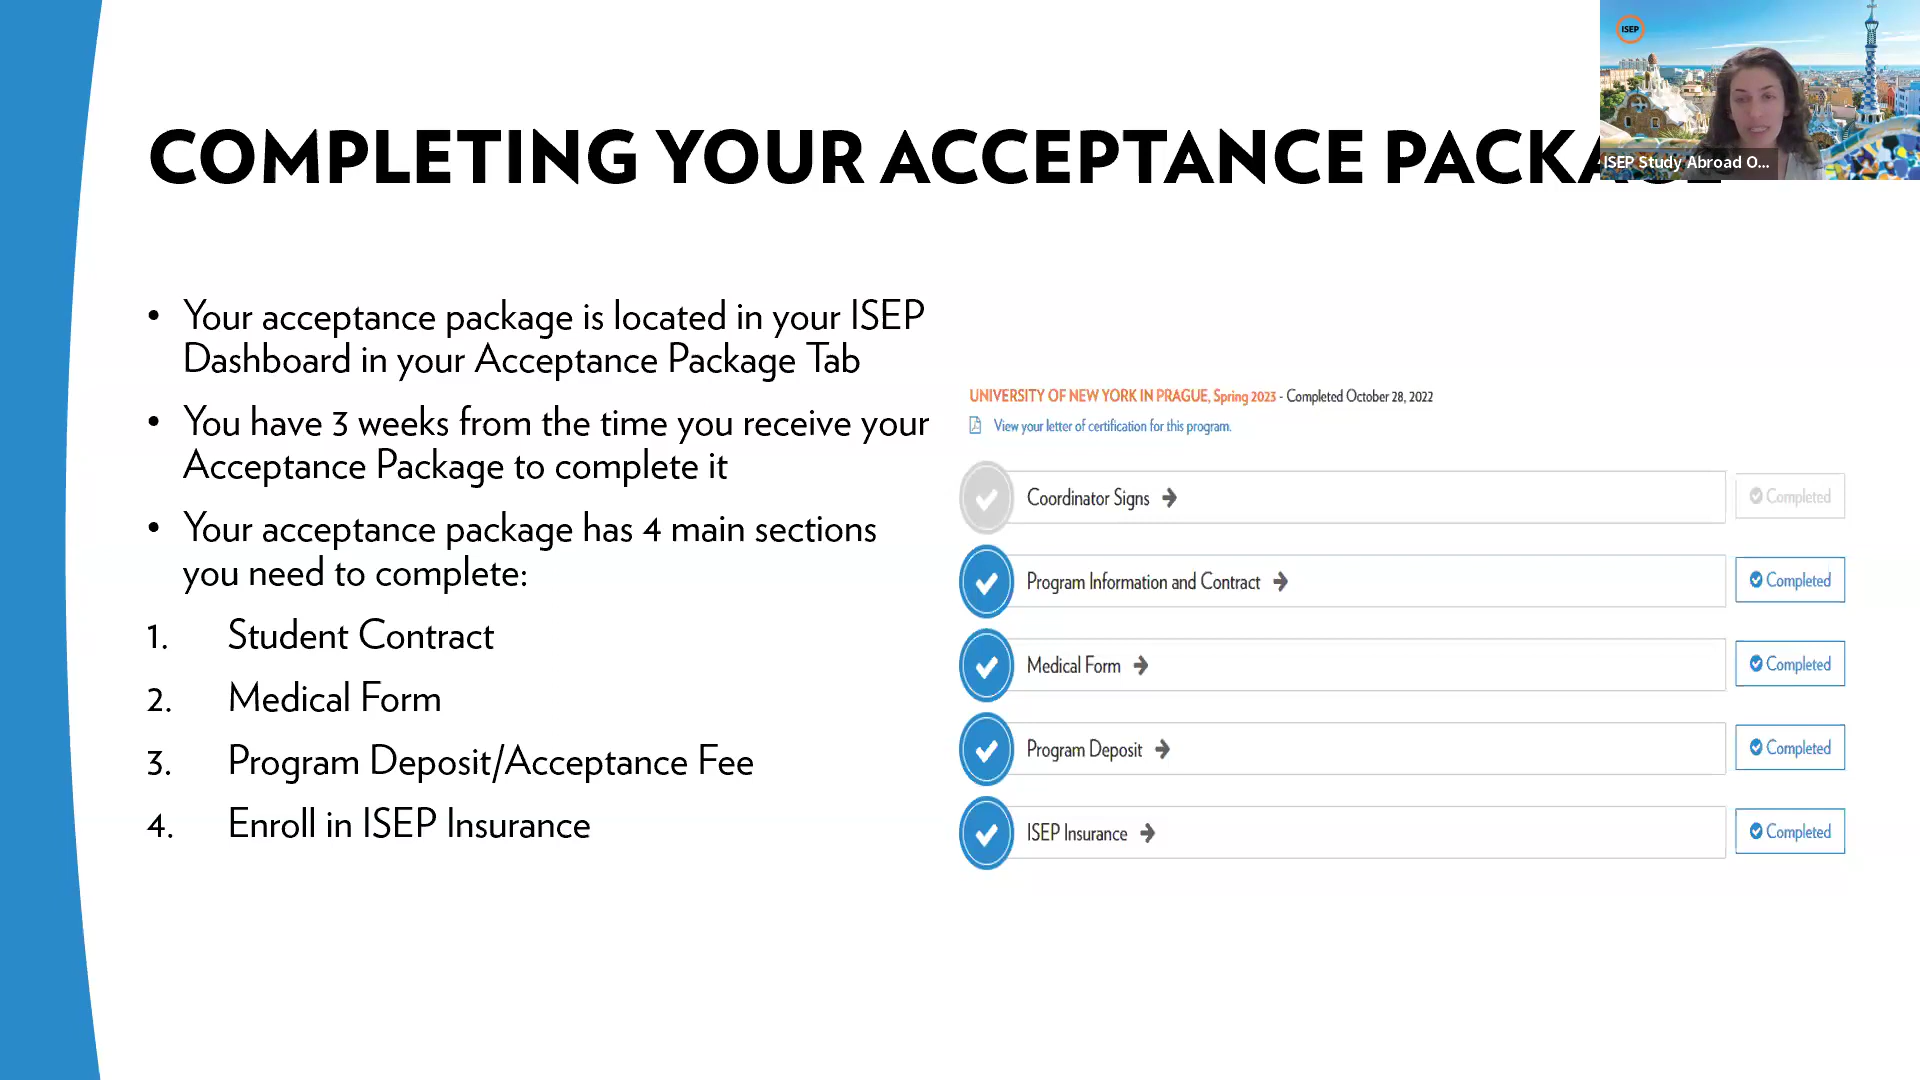 ISEP
COMPLETING YOUR ACCEPTANCE
ISEP Study Abroad O...
• Your acceptance package is located in your ISEP
Dashboard in your Acceptance Package Tab
• You have 3 weeks from the time you receive your
Acceptance Package to complete it
• Your acceptance package has 4 main sections
you need to complete:
1. Student Contract
2. Medical Form
3. Program Deposit/Acceptance Fee
4. Enroll in ISEP Insurance
UNIVERSITY OF NEW YORK IN PRAGUE, Spring 2023 - Completed October 28, 2022
View your letter of certification for this program.
Coordinator Signs
Completed
Program Information and Contract
Completed
Medical Form
Completed
Program Deposit
Completed
ISEP Insurance
Completed